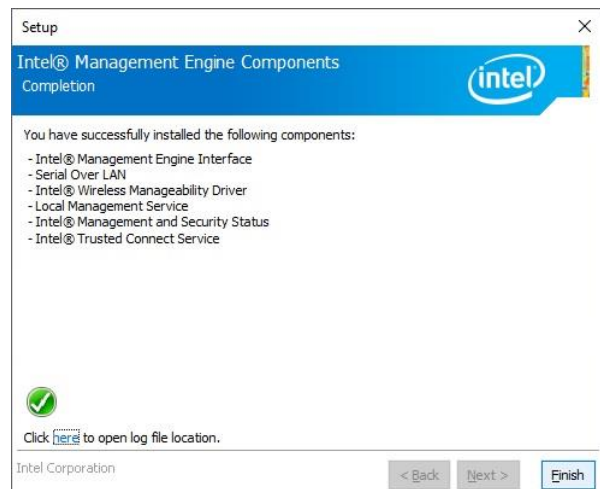 Setup
Intel® Management Engine Components
Completion
intel
You have successfully installed the following components:
- Intel® Management Engine Interface
- Serial Over LAN
- Intel® Wireless Manageability Driver
- Local Management Service
- Intel® Management and Security Status
- Intel® Trusted Connect Service
Click here to open log file location.
Intel Corporation
< Back
Next >
Finish